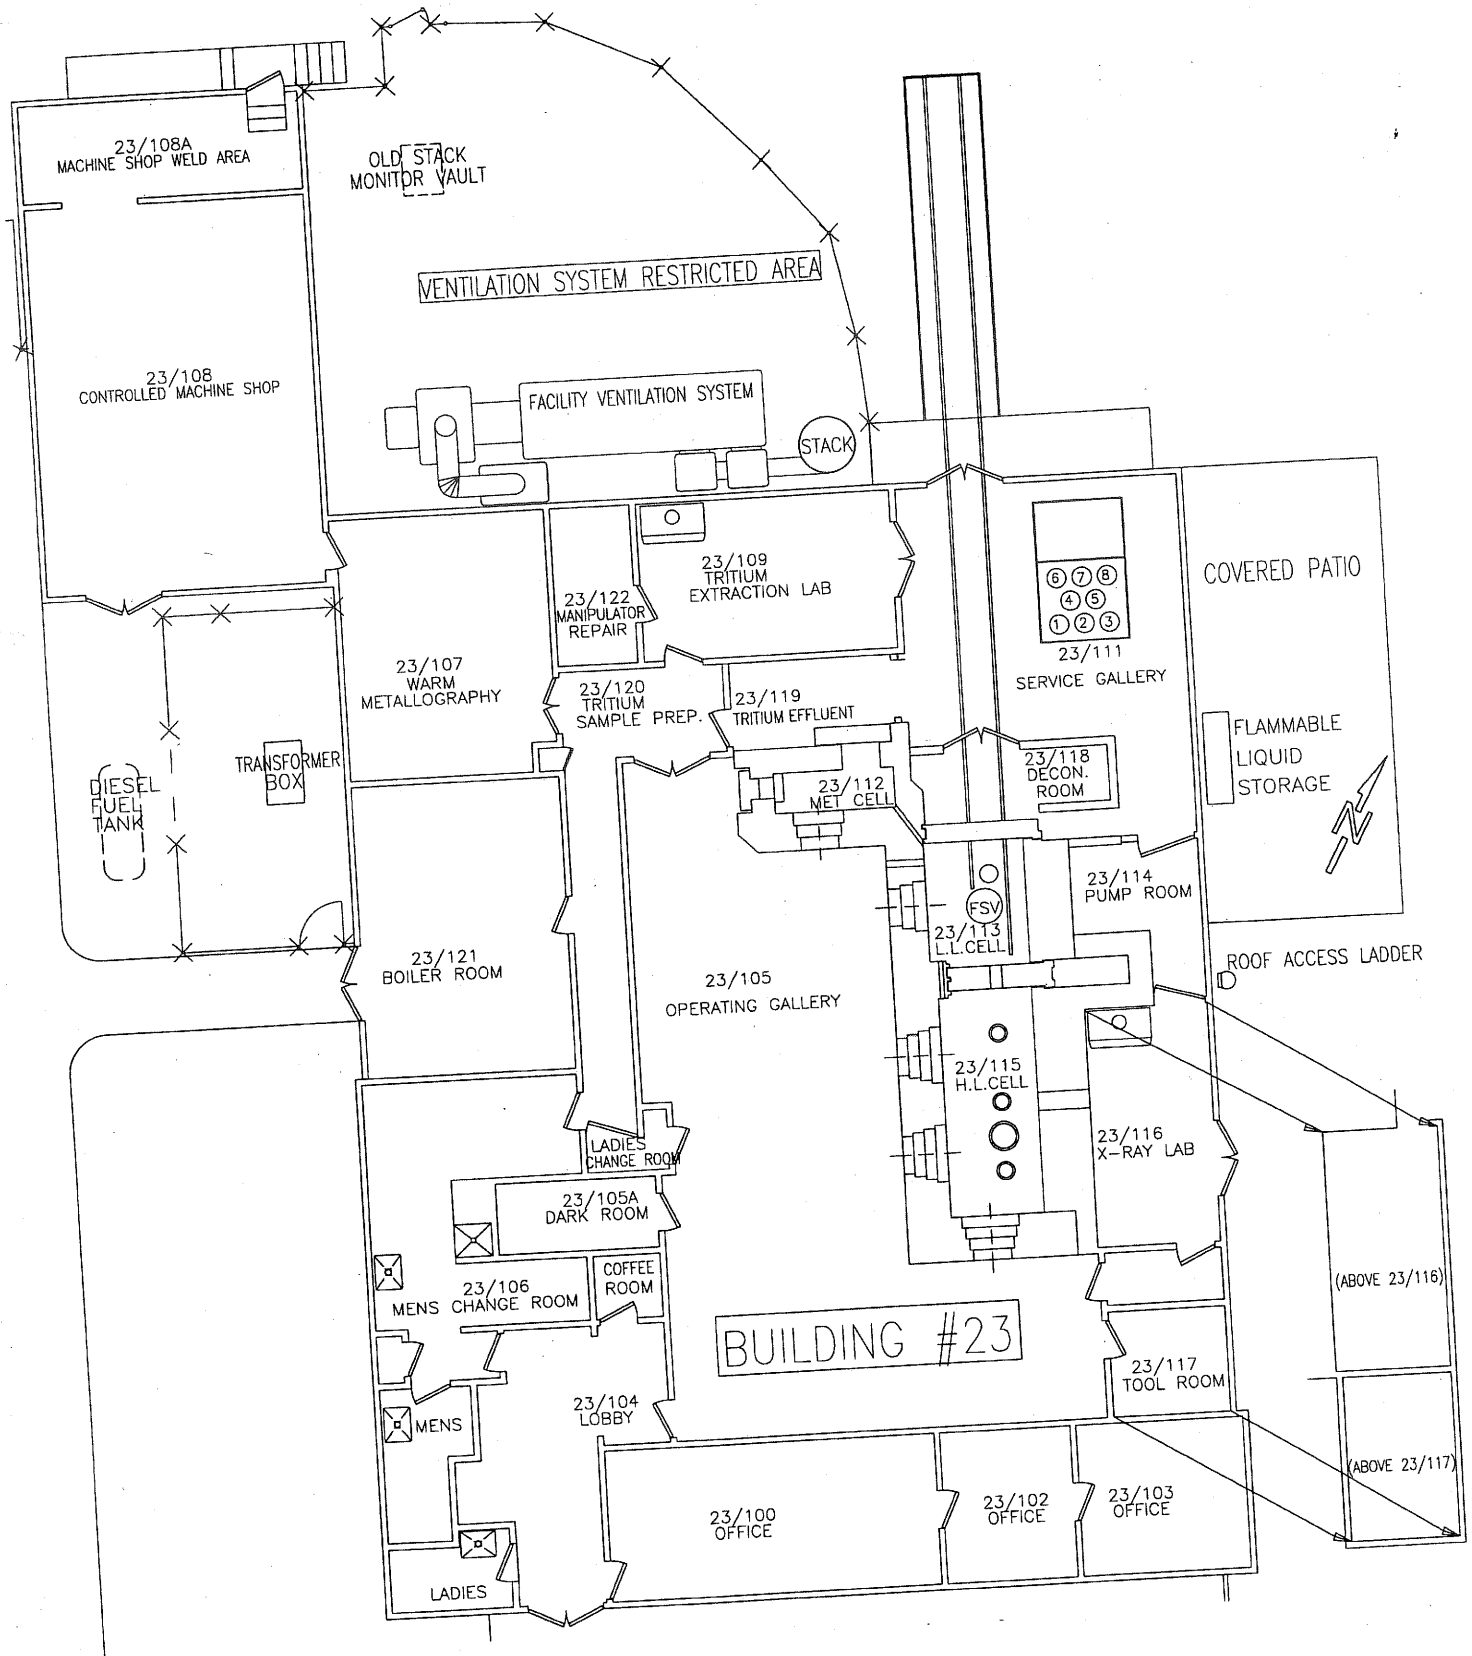 23/108A
MACHINE SHOP WELD AREA
OLD STACK
MONITOR VAULT
VENTILATION SYSTEM RESTRICTED AREA
23/108
CONTROLLED MACHINE SHOP
FACILITY VENTILATION SYSTEM
STACK
23/109
TRITIUM
EXTRACTION LAB
23/122
MANIPULATOR
REPAIR
6 7 8
4 5
1 2 3
23/111
SERVICE GALLERY
COVERED PATIO
23/107
WARM
METALLOGRAPHY
23/120
TRITIUM
SAMPLE PREP.
23/119
TRITIUM EFFLUENT
FLAMMABLE
LIQUID
STORAGE
TRANSFORMER
BOX
DIESEL
FUEL
TANK
23/112
MET CELL
23/118
DECON.
ROOM
N
23/114
PUMP ROOM
FSV
23/113
L.L.CELL
23/121
BOILER ROOM
23/105
OPERATING GALLERY
ROOF ACCESS LADDER
23/115
H.L.CELL
23/116
X-RAY LAB
LADIES
CHANGE ROOM
23/105A
DARK ROOM
COFFEE
ROOM
23/106
MENS CHANGE ROOM
(ABOVE 23/116)
BUILDING #23
23/117
TOOL ROOM
23/104
LOBBY
MENS
(ABOVE 23/117)
23/100
OFFICE
23/102
OFFICE
23/103
OFFICE
LADIES